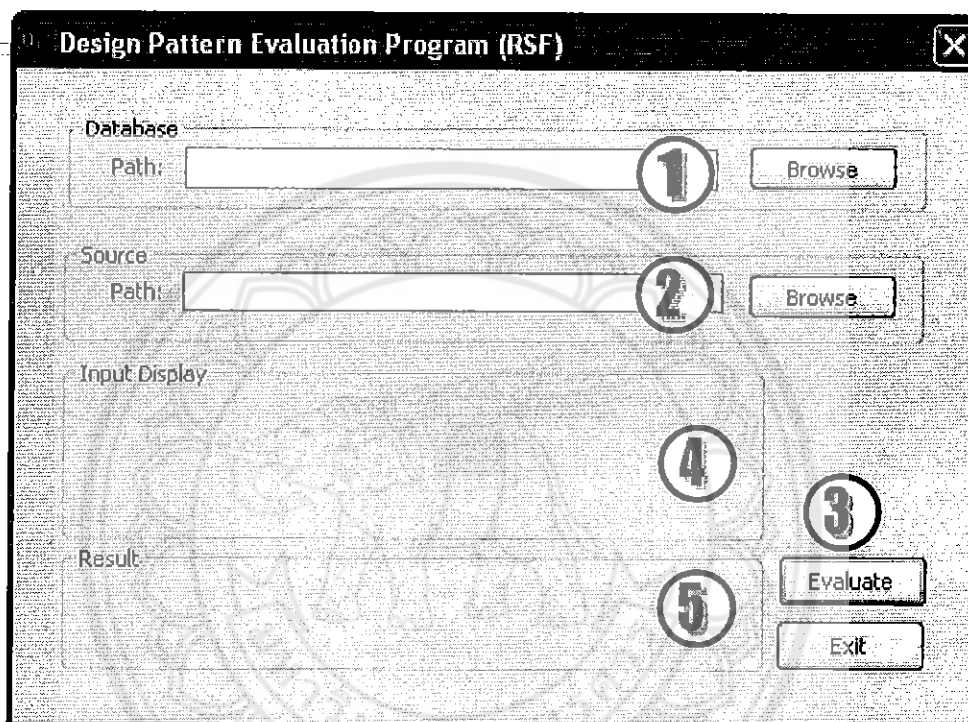 Design Pattern Evaluation Program (RSF)
Database
Path: 1 Browse
Source
Path: 2 Browse
Input Display
4
3
Result
5
Evaluate
Exit